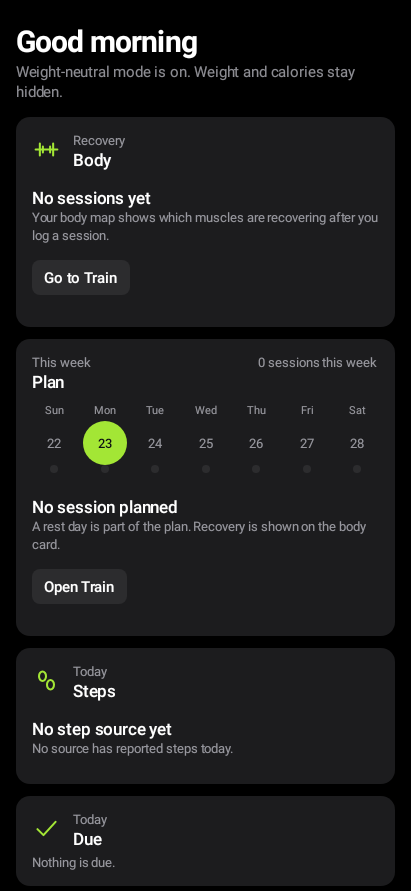 Good morning
Weight-neutral mode is on. Weight and calories stay
hidden.
Recovery
Body
No sessions yet
Your body map shows which muscles are recovering after you
log a session.
Go to Train
This week
0 sessions this week
Plan
Sun Mon Tue Wed Thu Fri Sat
22 23 24 25 26 27 28
No session planned
A rest day is part of the plan. Recovery is shown on the body
card.
Open Train
Today
Steps
No step source yet
No source has reported steps today.
Today
Due
Nothing is due.